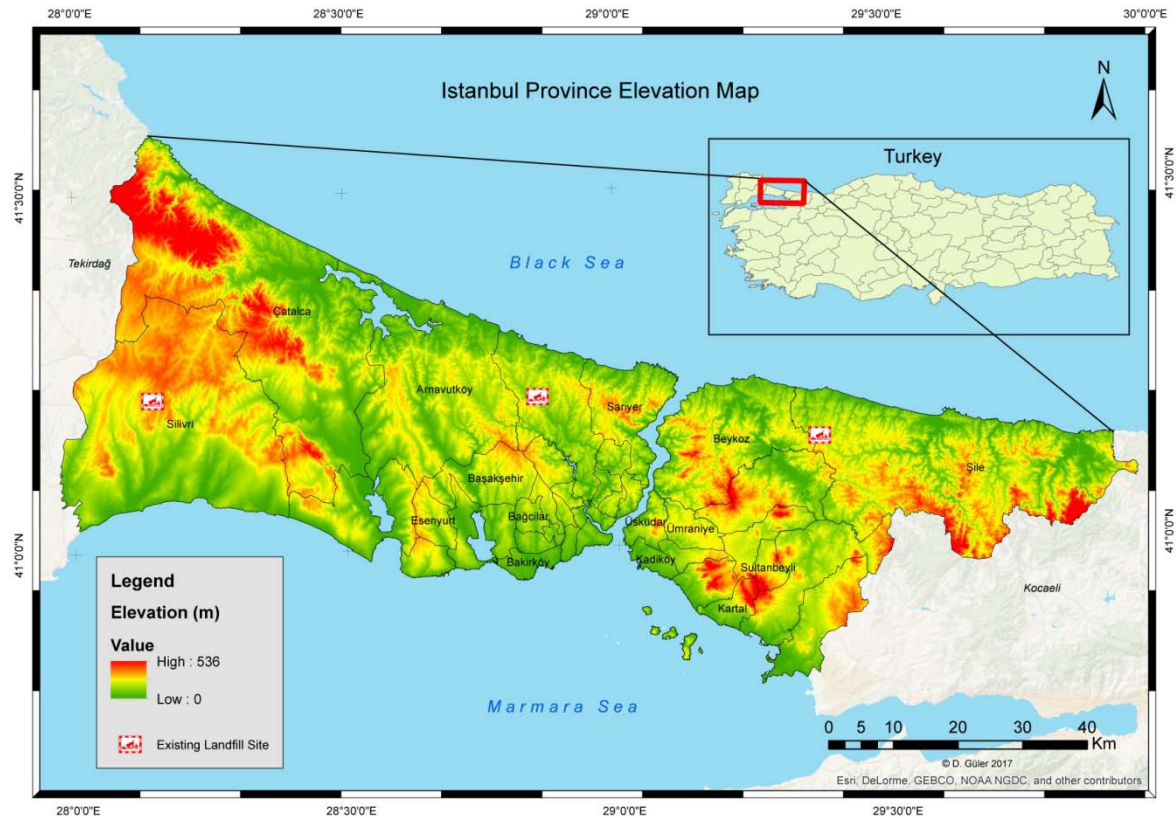 28°0'0"E
28°30'0"E
29°0'0"E
29°30'0"E
30°0'0"E
Istanbul Province Elevation Map
N
Turkey
41°30'0"N
41°30'0"N
Tekirdağ
Black Sea
Çatalca
Arnavutköy
Sarıyer
Silivri
Beykoz
Şile
Başakşehir
Esenyurt
Bağcılar
Üsküdar
Ümraniye
41°0'0"N
41°0'0"N
Bakırköy
Kadıköy
Sultanbeyli
Kartal
Kocaeli
Legend
Elevation (m)
Value
High : 536
Low : 0
Existing Landfill Site
Marmara Sea
0 5 10 20 30 40
Km
© D. Güler 2017
Esri, DeLorme, GEBCO, NOAA NGDC, and other contributors
28°0'0"E
28°30'0"E
29°0'0"E
29°30'0"E